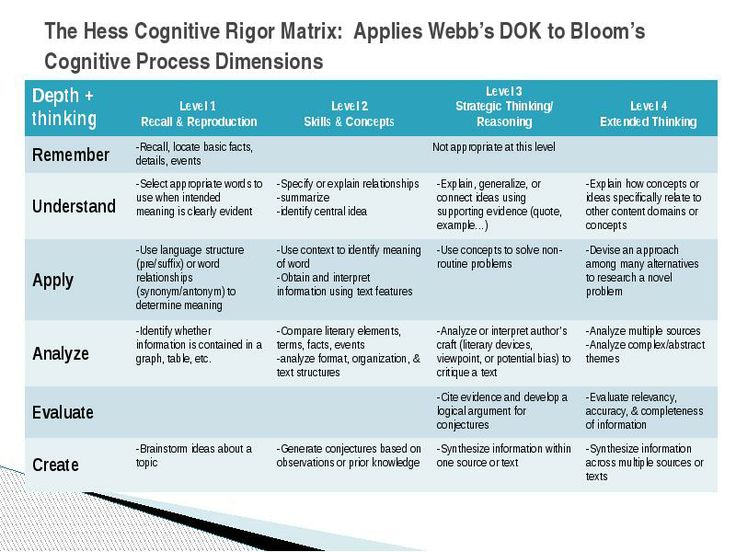 The Hess Cognitive Rigor Matrix: Applies Webb's DOK to Bloom's
Cognitive Process Dimensions
Depth +
thinking
Level 1
Recall & Reproduction
Level 2
Skills & Concepts
Level 3
Strategic Thinking/
Reasoning
Level 4
Extended Thinking
Remember
-Recall, locate basic facts,
details, events
Not appropriate at this level
Understand
-Select appropriate words to
use when intended
meaning is clearly evident
-Specify or explain relationships
-summarize
-identify central idea
-Explain, generalize, or
connect ideas using
supporting evidence (quote,
example…)
-Explain how concepts or
ideas specifically relate to
other content domains or
concepts
Apply
-Use language structure
(pre/suffix) or word
relationships
(synonym/antonym) to
determine meaning
-Use context to identify meaning
of word
-Obtain and interpret
information using text features
-Use concepts to solve non-
routine problems
-Devise an approach
among many alternatives
to research a novel
problem
Analyze
-Identify whether
information is contained in a
graph, table, etc.
-Compare literary elements,
terms, facts, events
-analyze format, organization, &
text structures
-Analyze or interpret author's
craft (literary devices,
viewpoint, or potential bias) to
critique a text
-Analyze multiple sources
-Analyze complex/abstract
themes
Evaluate
-Cite evidence and develop a
logical argument for
conjectures
-Evaluate relevancy,
accuracy, & completeness
of information
Create
-Brainstorm ideas about a
topic
-Generate conjectures based on
observations or prior knowledge
-Synthesize information within
one source or text
-Synthesize information
across multiple sources or
texts